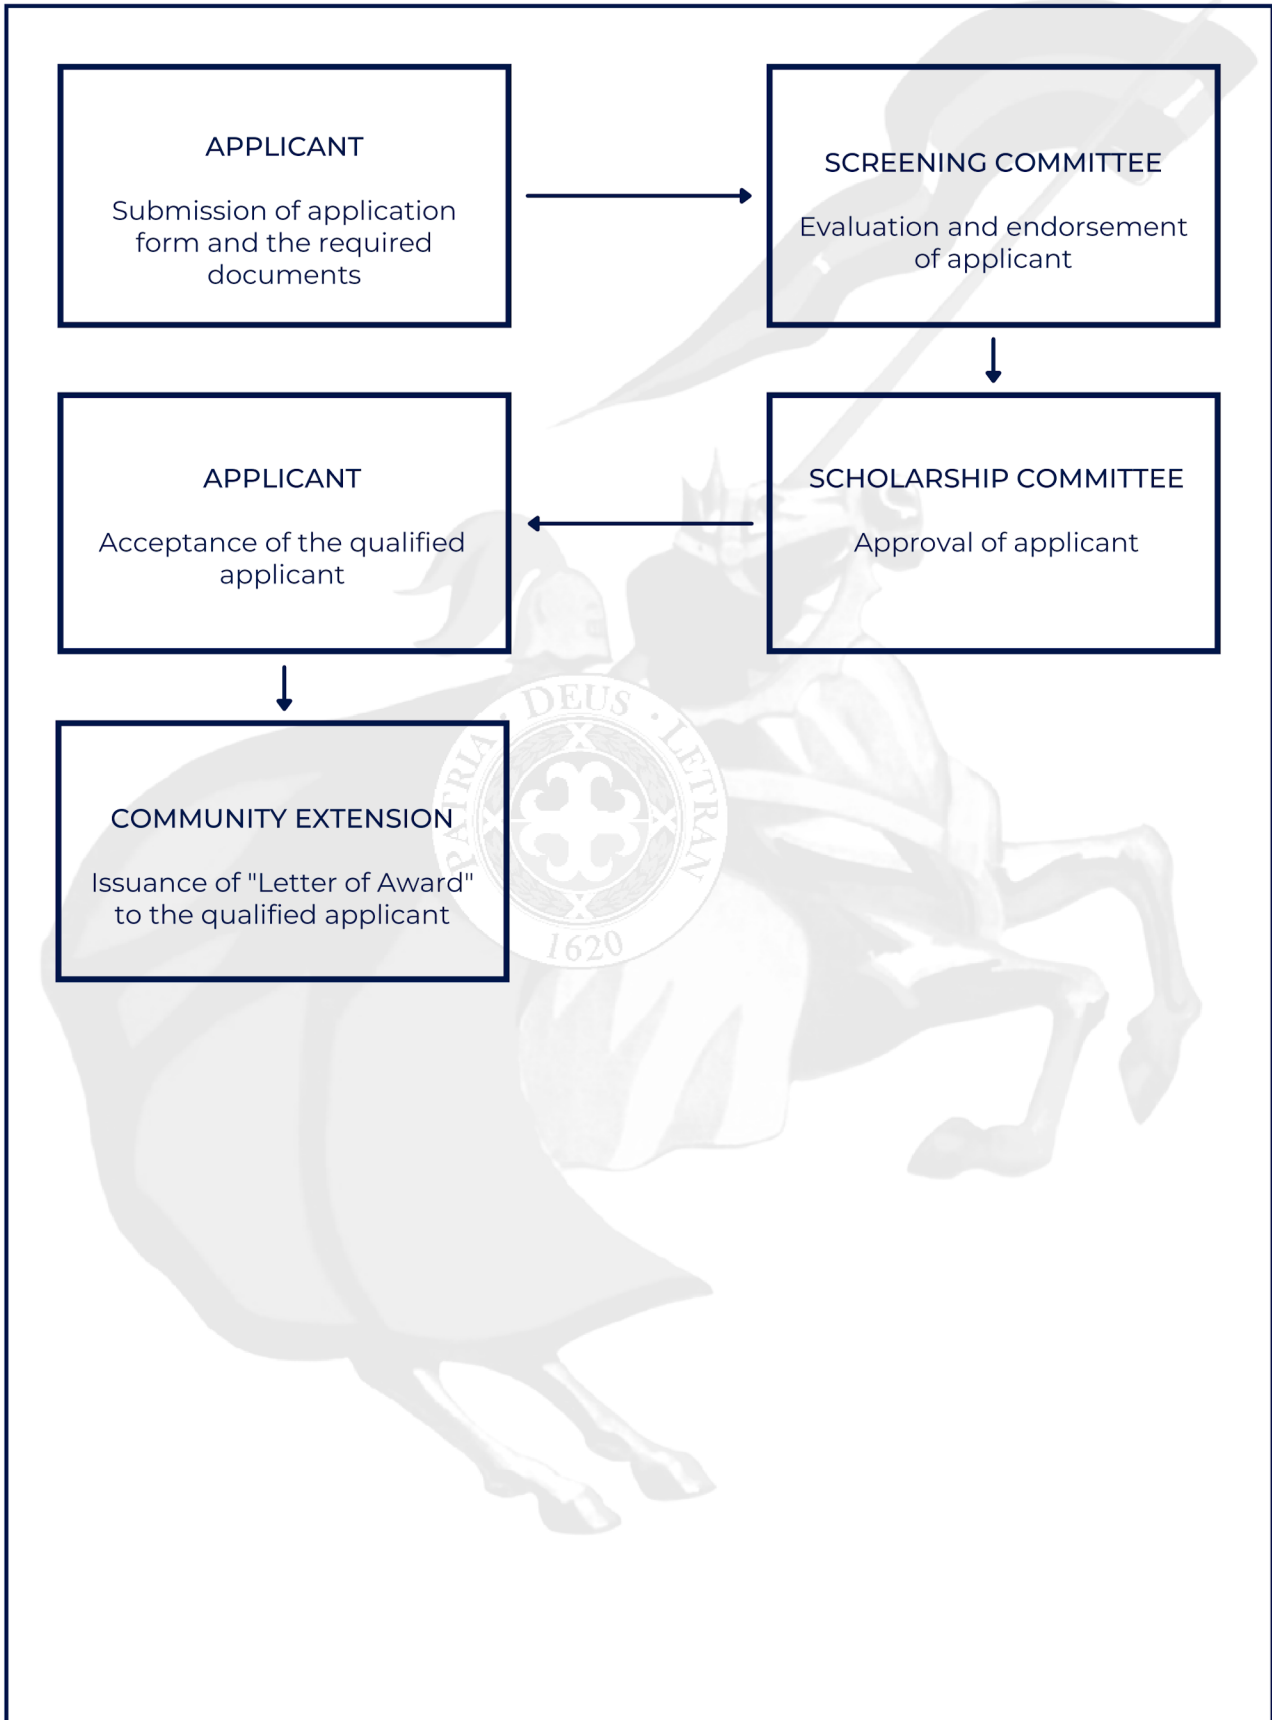 APPLICANT
Submission of application
form and the required
documents
SCREENING COMMITTEE
Evaluation and endorsement
of applicant
SCHOLARSHIP COMMITTEE
Approval of applicant
APPLICANT
Acceptance of the qualified
applicant
COMMUNITY EXTENSION
Issuance of "Letter of Award"
to the qualified applicant
PATRIA · DEUS · LETRAN
1620